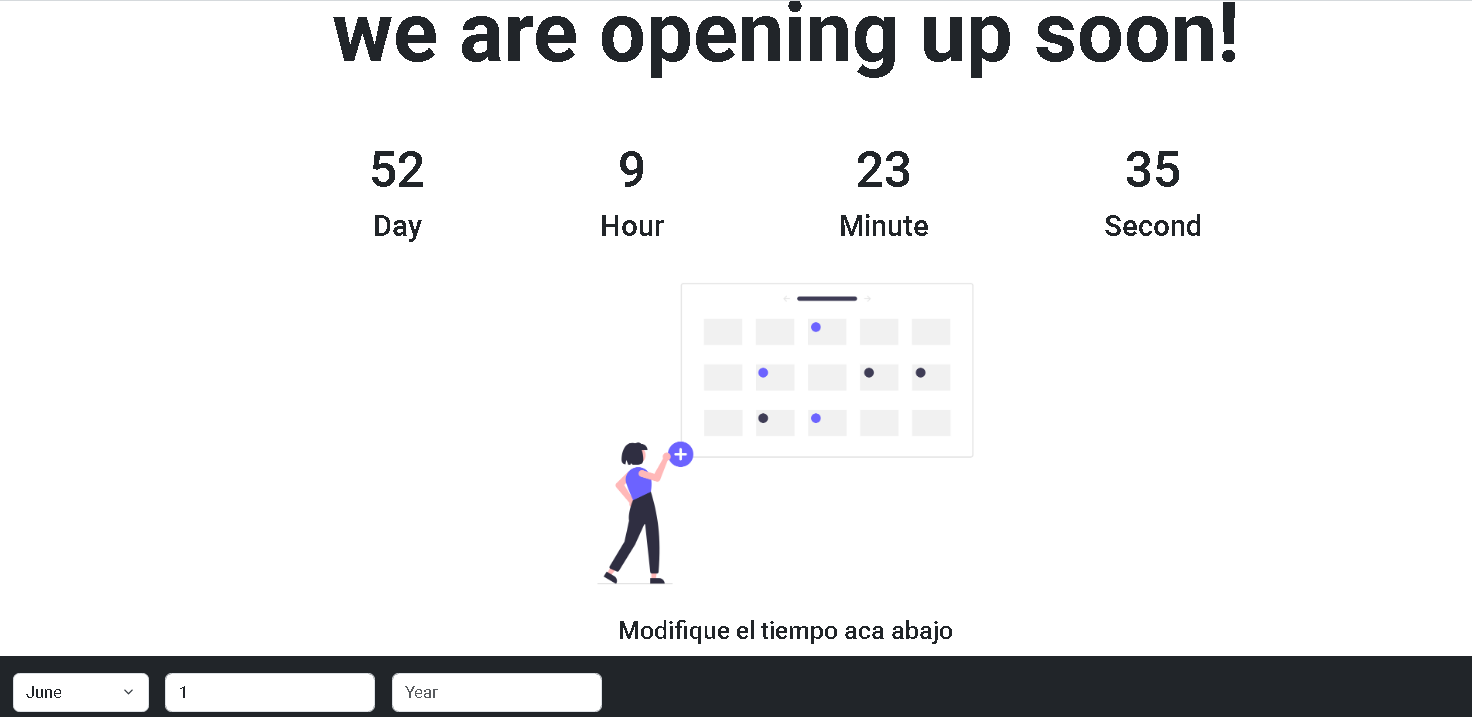 we are opening up soon!
52 9 23 35
Day Hour Minute Second
Modifique el tiempo aca abajo
June 1 Year